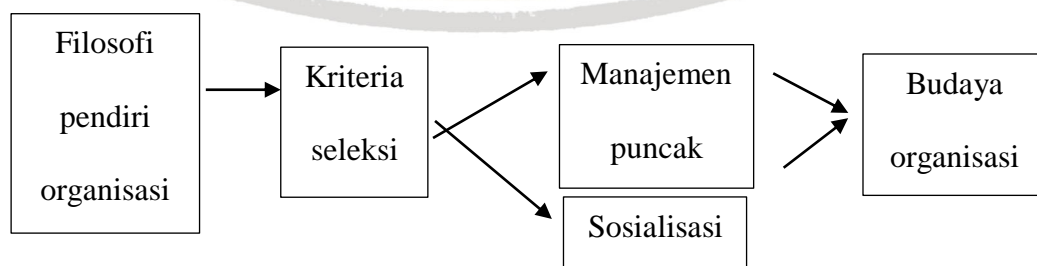 Filosofi
pendiri
organisasi
Kriteria
seleksi
Manajemen
puncak
Sosialisasi
Budaya
organisasi